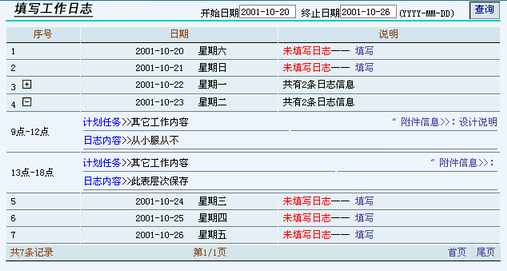 填写工作日志 开始日期 2001-10-20 终止日期 2001-10-26 (YYYY-MM-DD) 查询
序号 日期 说明
1 2001-10-20 星期六 未填写日志—— 填写
2 2001-10-21 星期日 未填写日志—— 填写
3 + 2001-10-22 星期一 共有2条日志信息
4 - 2001-10-23 星期二 共有2条日志信息
9点-12点 计划任务>>其它工作内容 " 附件信息>>: 设计说明
日志内容>>从小服从不
13点-18点 计划任务>>其它工作内容 " 附件信息>>:
日志内容>>此表层次保存
5 2001-10-24 星期三 未填写日志—— 填写
6 2001-10-25 星期四 未填写日志—— 填写
7 2001-10-26 星期五 未填写日志—— 填写
共7条记录 第1/1页 首页 尾页